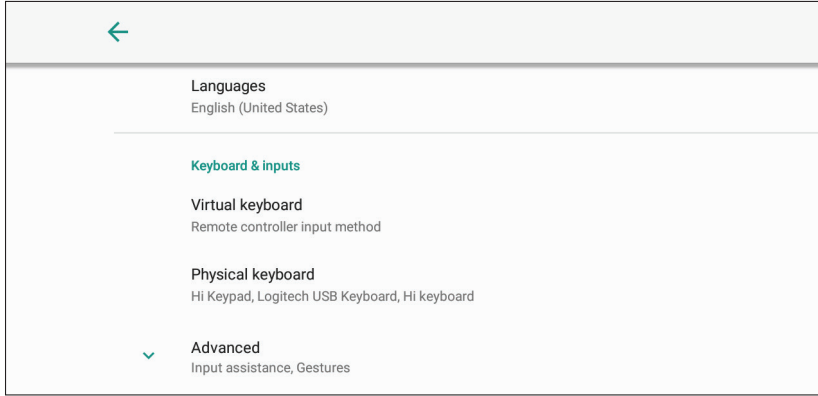 Languages
English (United States)
Keyboard & inputs
Virtual keyboard
Remote controller input method
Physical keyboard
Hi Keypad, Logitech USB Keyboard, Hi keyboard
Advanced
Input assistance, Gestures